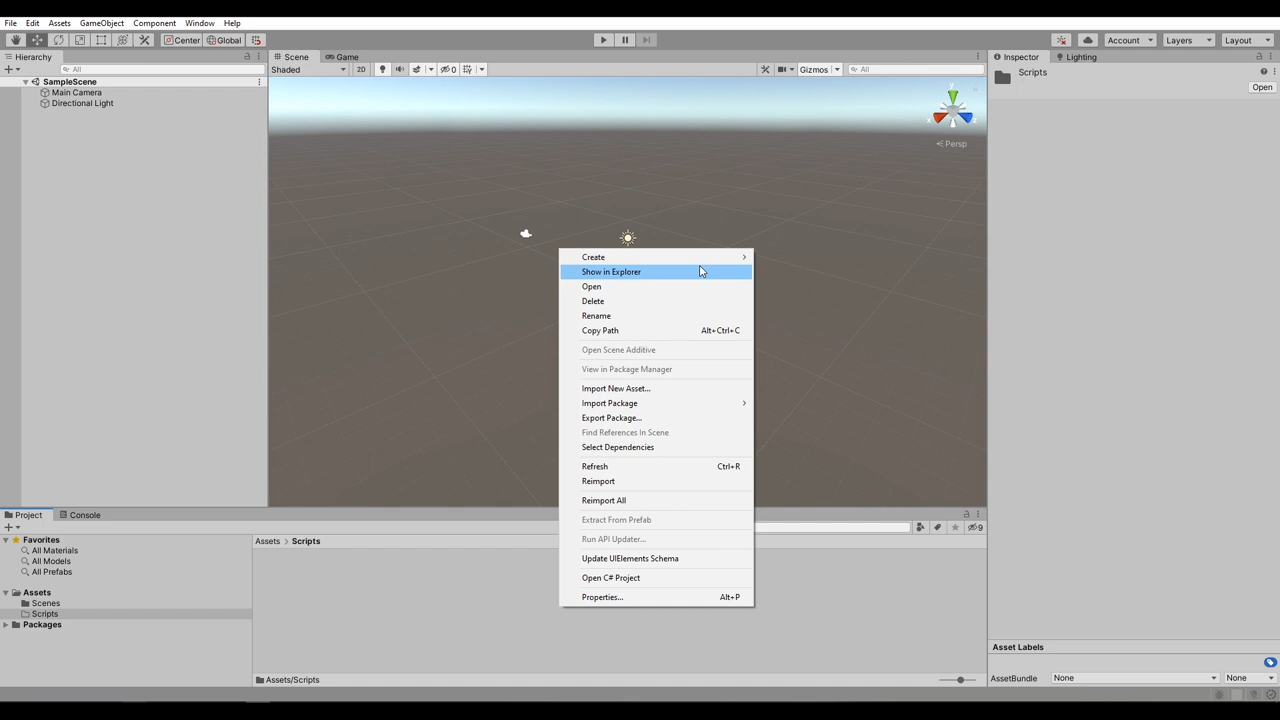 File Edit Assets GameObject Component Window Help
Center Global Account Layers Layout
Hierarchy Scene Game Inspector Lighting
All Shaded 2D 0 Gizmos All Scripts
Open
SampleScene
Main Camera
Directional Light
Persp
Create
Show in Explorer
Open
Delete
Rename
Copy Path Alt+Ctrl+C
Open Scene Additive
View in Package Manager
Import New Asset...
Import Package
Export Package...
Find References In Scene
Select Dependencies
Refresh Ctrl+R
Reimport
Reimport All
Extract From Prefab
Run API Updater...
Update UIElements Schema
Open C# Project
Properties... Alt+P
Project Console
9
Favorites
All Materials
All Models
All Prefabs
Assets
Scenes
Scripts
Packages
Assets > Scripts
Assets/Scripts
Asset Labels
AssetBundle None None